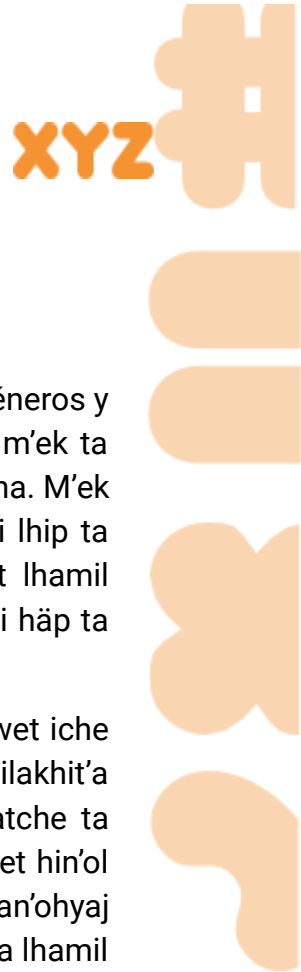 XYZ
éneros y
m'ek ta
na. M'ek
i lhip ta
t lhamil
i häp ta
wet iche
ilakhit'a
atche ta
et hin'ol
an'ohyaj
a lhamil